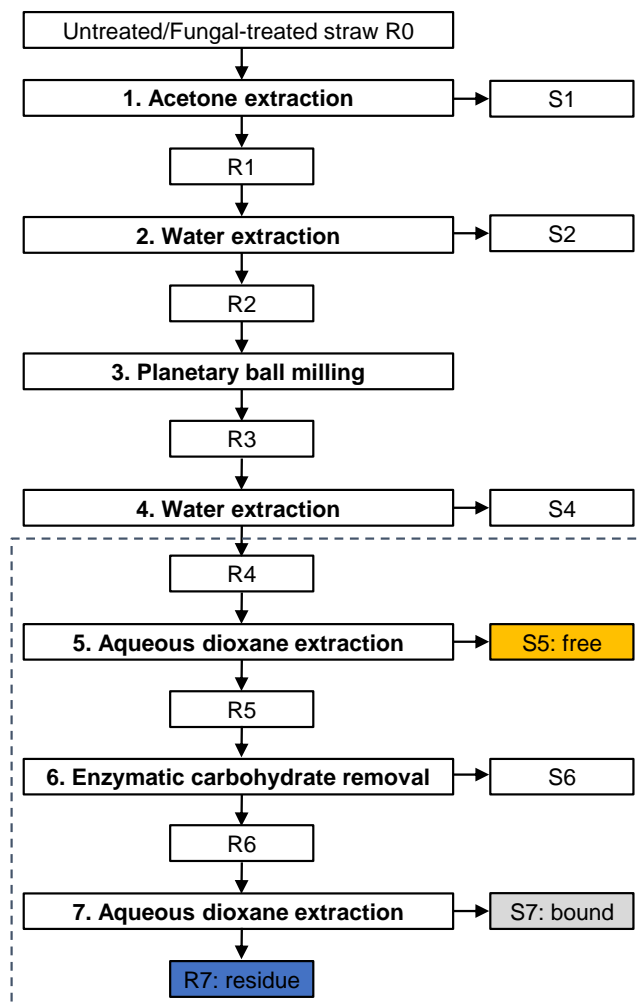 Untreated/Fungal-treated straw R0
1. Acetone extraction
S1
R1
2. Water extraction
S2
R2
3. Planetary ball milling
R3
4. Water extraction
S4
R4
5. Aqueous dioxane extraction
S5: free
R5
6. Enzymatic carbohydrate removal
S6
R6
7. Aqueous dioxane extraction
S7: bound
R7: residue